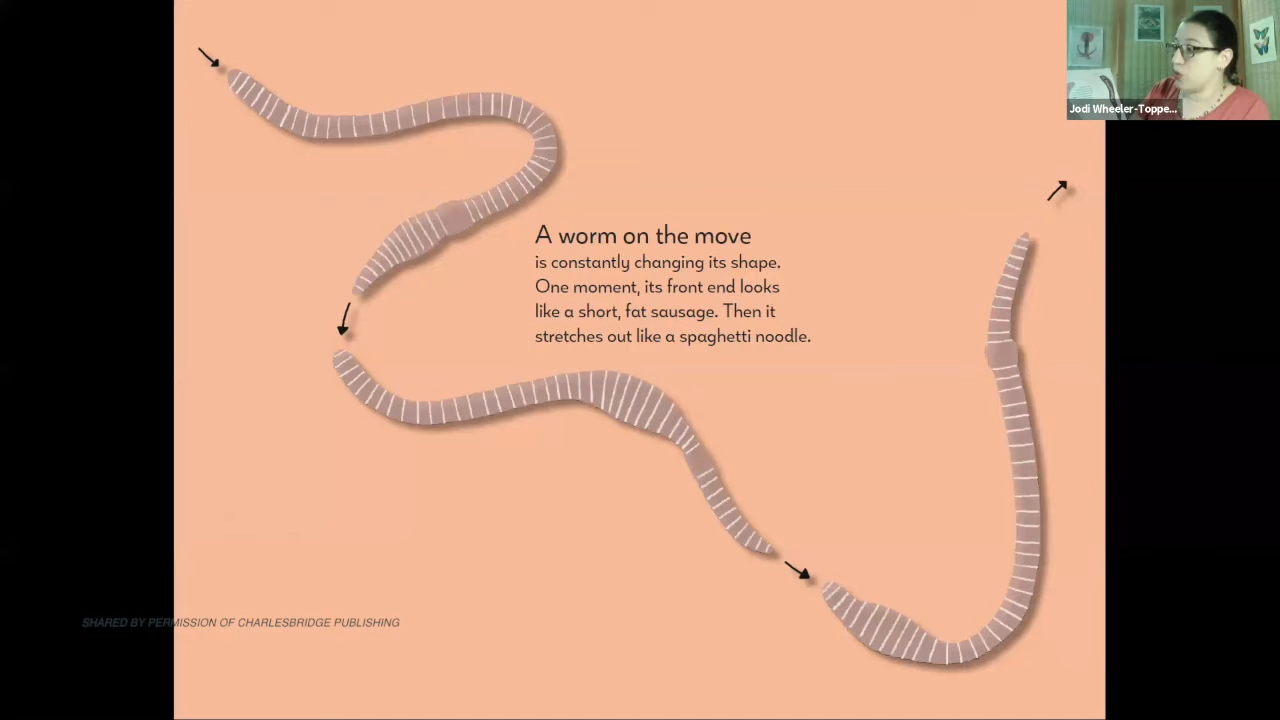 Jodi Wheeler-Toppe...
A worm on the move
is constantly changing its shape.
One moment, its front end looks
like a short, fat sausage. Then it
stretches out like a spaghetti noodle.
SHARED BY PERMISSION OF CHARLESBRIDGE PUBLISHING